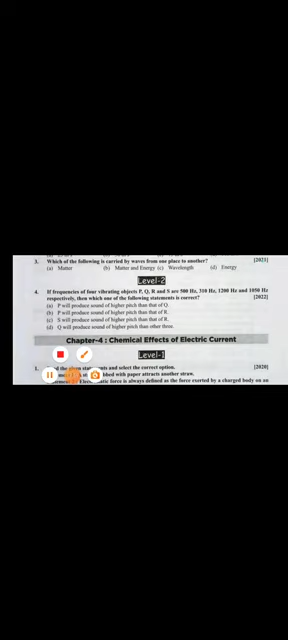 3. Which of the following is carried by waves from one place to another? [2021]
(a) Matter (b) Matter and Energy (c) Wavelength (d) Energy
Level-2
4. If frequencies of four vibrating objects P, Q, R and S are 500 Hz, 310 Hz, 1200 Hz and 1050 Hz
respectively, then which one of the following statements is correct? [2022]
(a) P will produce sound of higher pitch than that of Q.
(b) P will produce sound of higher pitch than that of R.
(c) S will produce sound of higher pitch than that of R.
(d) Q will produce sound of higher pitch than other three.
Chapter-4 : Chemical Effects of Electric Current
Level-1
1. the given and select the correct option. [2020]
with paper attracts another straw.
force is always defined as the force exerted by a charged body on an